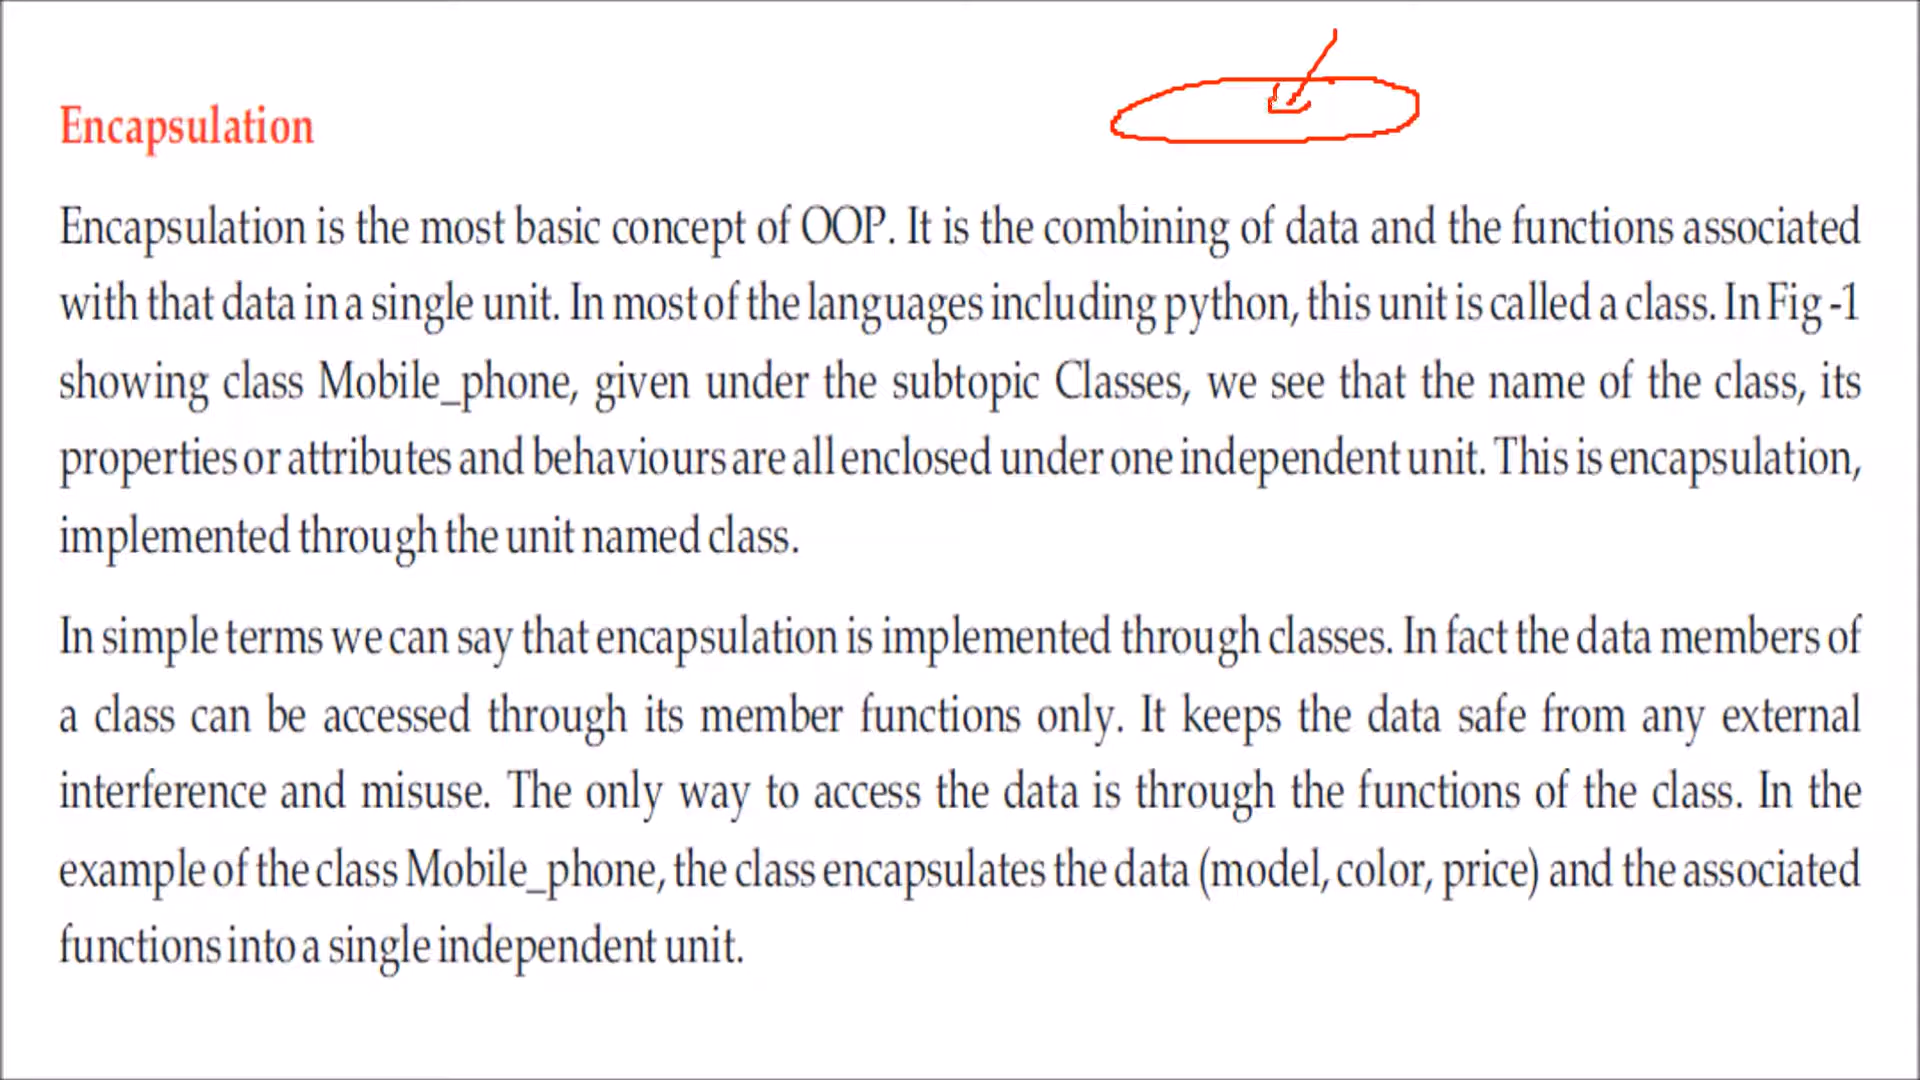 Encapsulation
Encapsulation is the most basic concept of OOP. It is the combining of data and the functions associated
with that data in a single unit. In most of the languages including python, this unit is called a class. In Fig -1
showing class Mobile_phone, given under the subtopic Classes, we see that the name of the class, its
properties or attributes and behaviours are all enclosed under one independent unit. This is encapsulation,
implemented through the unit named class.
In simple terms we can say that encapsulation is implemented through classes. In fact the data members of
a class can be accessed through its member functions only. It keeps the data safe from any external
interference and misuse. The only way to access the data is through the functions of the class. In the
example of the class Mobile_phone, the class encapsulates the data (model, color, price) and the associated
functions into a single independent unit.